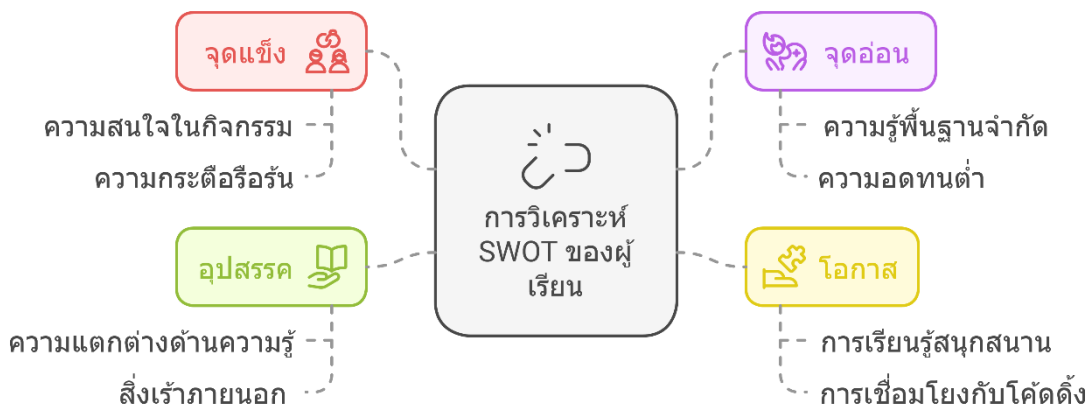 จุดแข็ง
ความสนใจในกิจกรรม
ความกระตือรือร้น
จุดอ่อน
ความรู้พื้นฐานจำกัด
ความอดทนต่ำ
การวิเคราะห์
SWOT ของผู้
เรียน
อุปสรรค
ความแตกต่างด้านความรู้
สิ่งเร้าภายนอก
โอกาส
การเรียนรู้สนุกสนาน
การเชื่อมโยงกับโค้ดดิ้ง